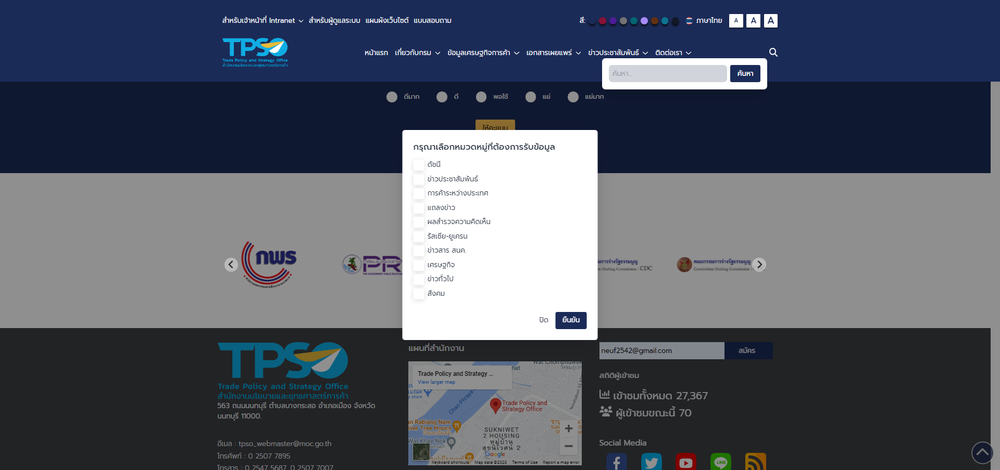 สำหรับเจ้าหน้าที่ Intranet สำหรับผู้ดูแลระบบ แผนผังเว็บไซต์ แบบสอบถาม
สี: ภาษาไทย A A A
TPSO
Trade Policy and Strategy Office
สำนักงานนโยบายและยุทธศาสตร์การค้า
หน้าแรก เกี่ยวกับกรม ข้อมูลเศรษฐกิจการค้า เอกสารเผยแพร่ ข่าวประชาสัมพันธ์ ติดต่อเรา
ค้นหา... ค้นหา
ดีมาก ดี พอใช้ แย่ แย่มาก
ให้คะแนน
กรุณาเลือกหมวดหมู่ที่ต้องการรับข้อมูล
ดัชนี
ข่าวประชาสัมพันธ์
การค้าระหว่างประเทศ
แถลงข่าว
ผลสำรวจความคิดเห็น
รัสเซีย-ยูเครน
ข่าวสาร สนค.
เศรษฐกิจ
ข่าวทั่วไป
สังคม
ปิด ยืนยัน
กพร
PR
THE GOVERNMENT PUBLIC RELATION
การร่างรัฐธรรมนูญ
Drafting Commission : CDC
คณะกรรมการร่างรัฐธรรมนูญ
Constitution Drafting Commission :
TPSO
Trade Policy and Strategy Office
สำนักงานนโยบายและยุทธศาสตร์การค้า
563 ถนนนนทบุรี ตำบลบางกระสอ อำเภอเมือง จังหวัด
นนทบุรี 11000.
อีเมล : tpso_webmaster@moc.go.th
โทรศัพท์ : 0 2507 7895
โทรสาร : 0 2547 5687, 0 2507 7007
แผนที่สำนักงาน
Trade Policy and Strategy ...
View larger map
Chao Phraya
Trade Policy and
Strategy Office
Nonthaburi 33 Alley
an Rabiang Nam
iver Tree House
บ้านระเบียงน้ำ
Wat Khae Nok
SUKNIWET
2 HOUSING
หมู่บ้าน
สุขนิเวศน์ 2
Google
Keyboard shortcuts Map data ©2023 Terms of Use Report a map error
neuf2542@gmail.com สมัคร
สถิติผู้เข้าชม
เข้าชมทั้งหมด 27,367
ผู้เข้าชมขณะนี้ 70
Social Media
LINE